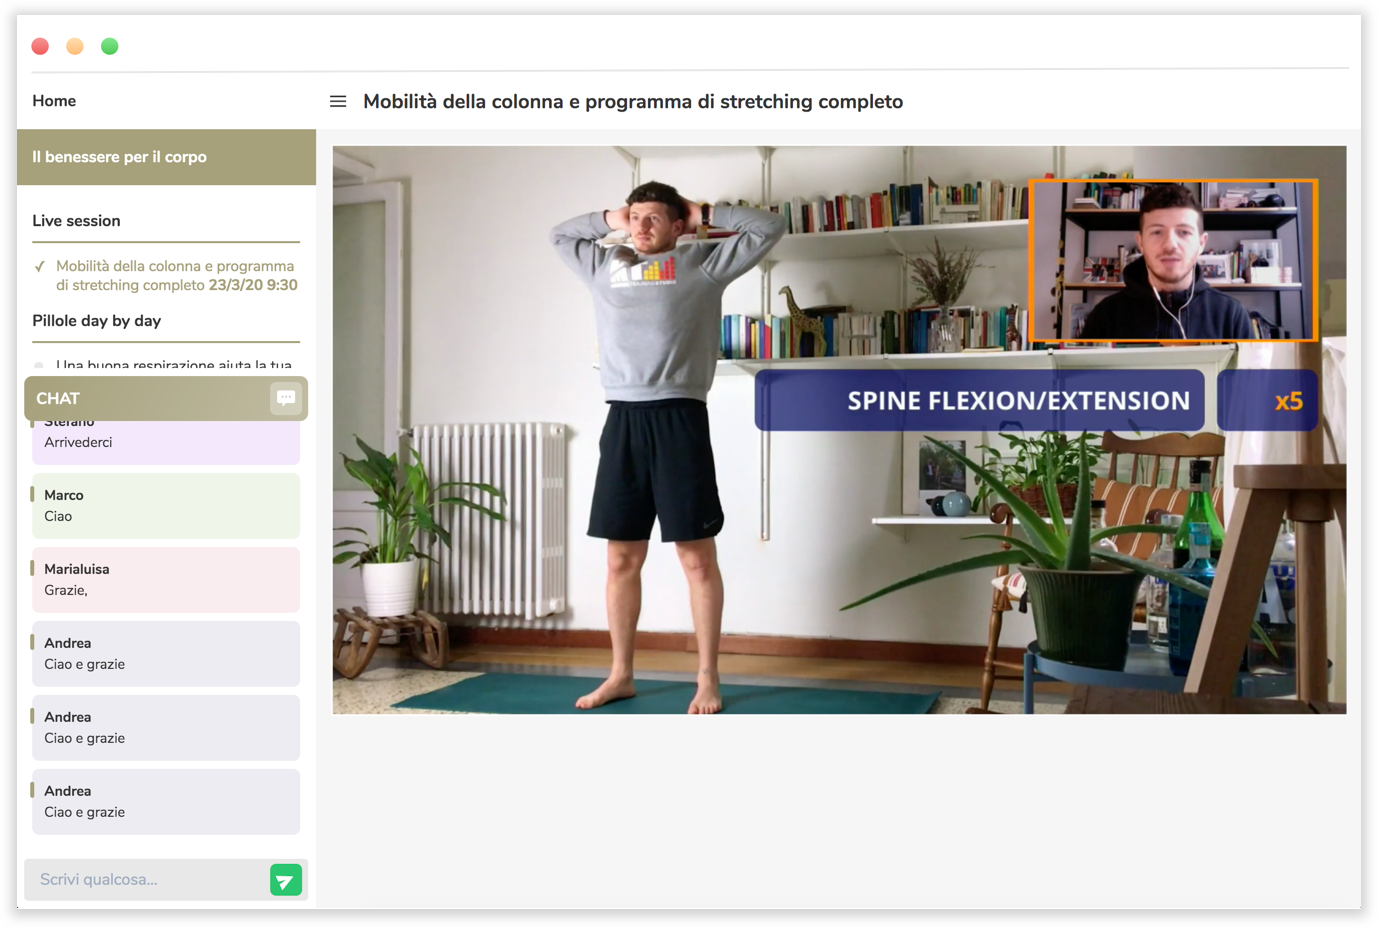 Home
Mobilità della colonna e programma di stretching completo
Il benessere per il corpo
Live session
Mobilità della colonna e programma
di stretching completo 23/3/20 9:30
Pillole day by day
Una buona respirazione aiuta la tua
CHAT
Stefano
Arrivederci
Marco
Ciao
Marialuisa
Grazie,
Andrea
Ciao e grazie
Andrea
Ciao e grazie
Andrea
Ciao e grazie
Scrivi qualcosa...
SPINE FLEXION/EXTENSION
x5